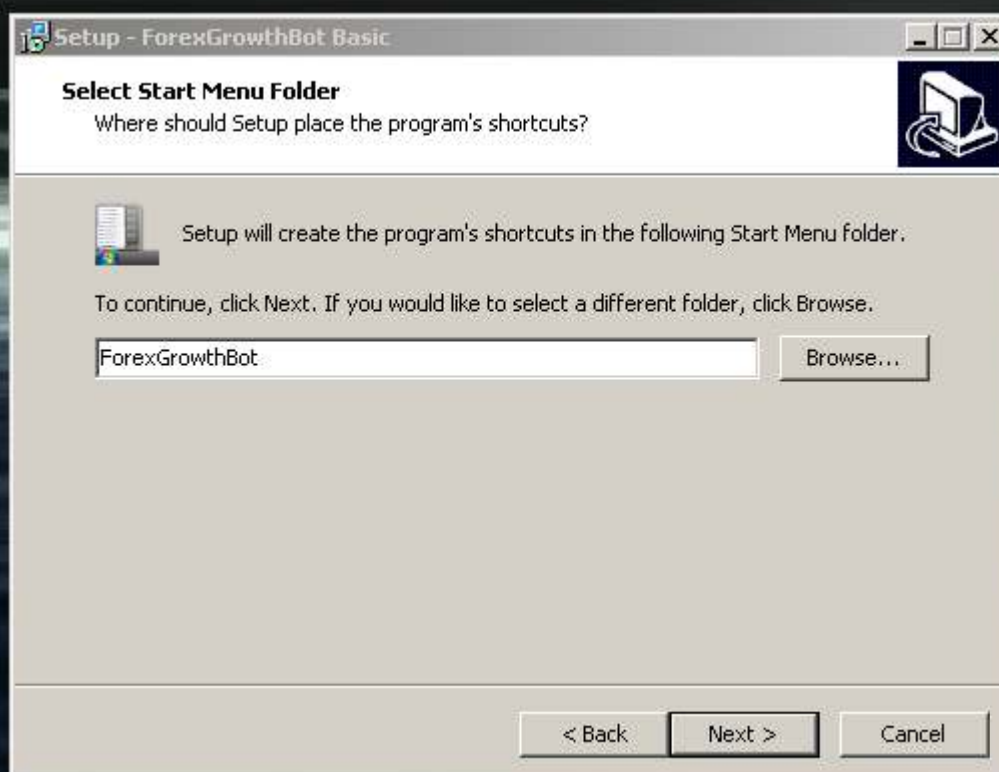 Setup - ForexGrowthBot Basic
Select Start Menu Folder
Where should Setup place the program's shortcuts?
Setup will create the program's shortcuts in the following Start Menu folder.
To continue, click Next. If you would like to select a different folder, click Browse.
ForexGrowthBot
Browse...
< Back
Next >
Cancel